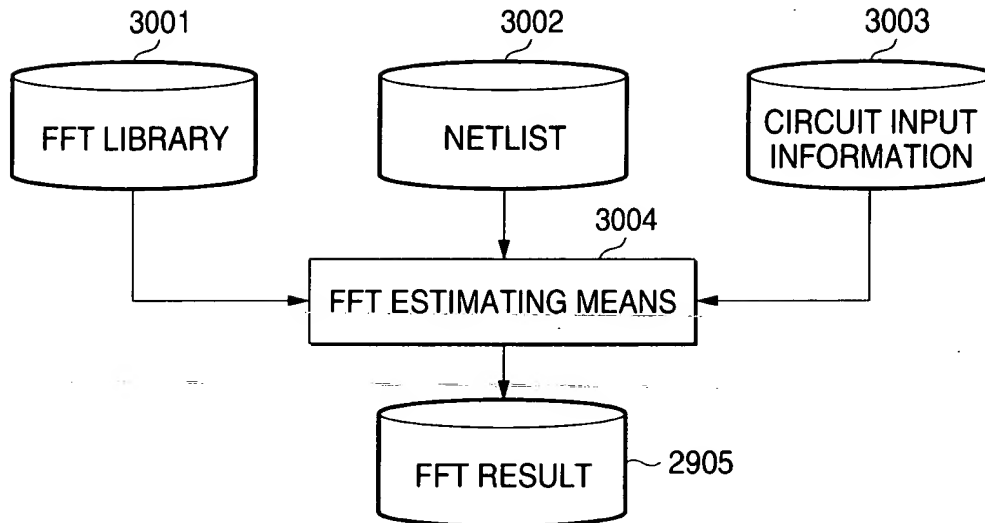 3001
3002
3003
FFT LIBRARY
NETLIST
CIRCUIT INPUT
INFORMATION
3004
FFT ESTIMATING MEANS
FFT RESULT
2905